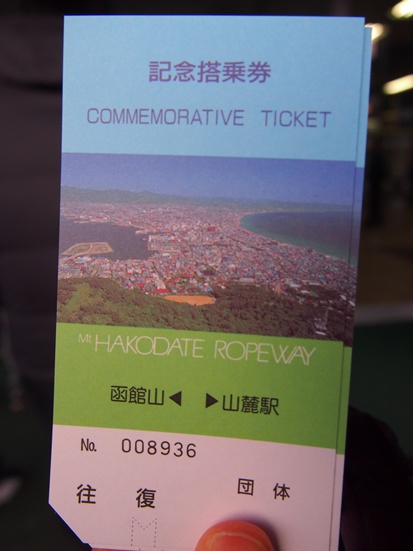 記念搭乗券
COMMEMORATIVE TICKET
Mt. HAKODATE ROPEWAY
函館山◀ ▶山麓駅
No. 008936
往復 団体